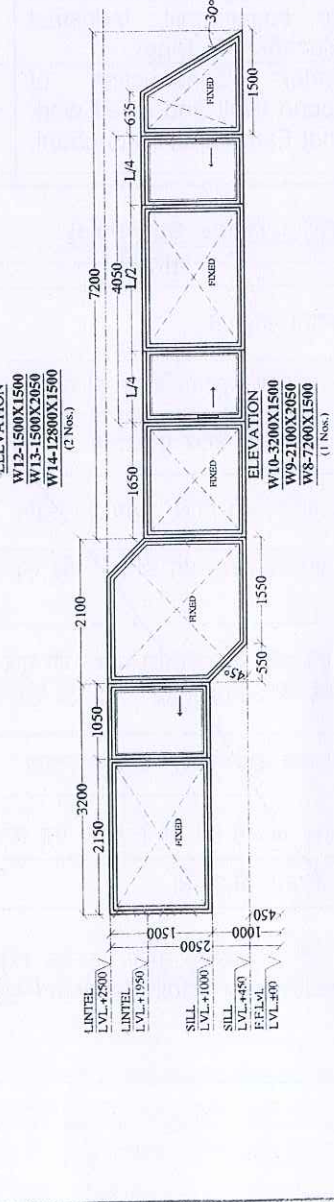 ELEVATION
W12-1500X1500
W13-1500X2050
W14-12800X1500
(2 Nos.)
7200
4050
L/4
L/2
L/4
635
30°
1650
2100
3200
2150
1050
FIXED
FIXED
FIXED
FIXED
FIXED
1500
1550
550
45°
ELEVATION
W10-3200X1500
W9-2100X2050
W8-7200X1500
(1 Nos.)
LINTEL
LVL.+2500
LINTEL
LVL.+1950
SILL
LVL.+1000
SILL
LVL.+450
F.F.Lvl.
LVL.±00
1500
2500
1000
450